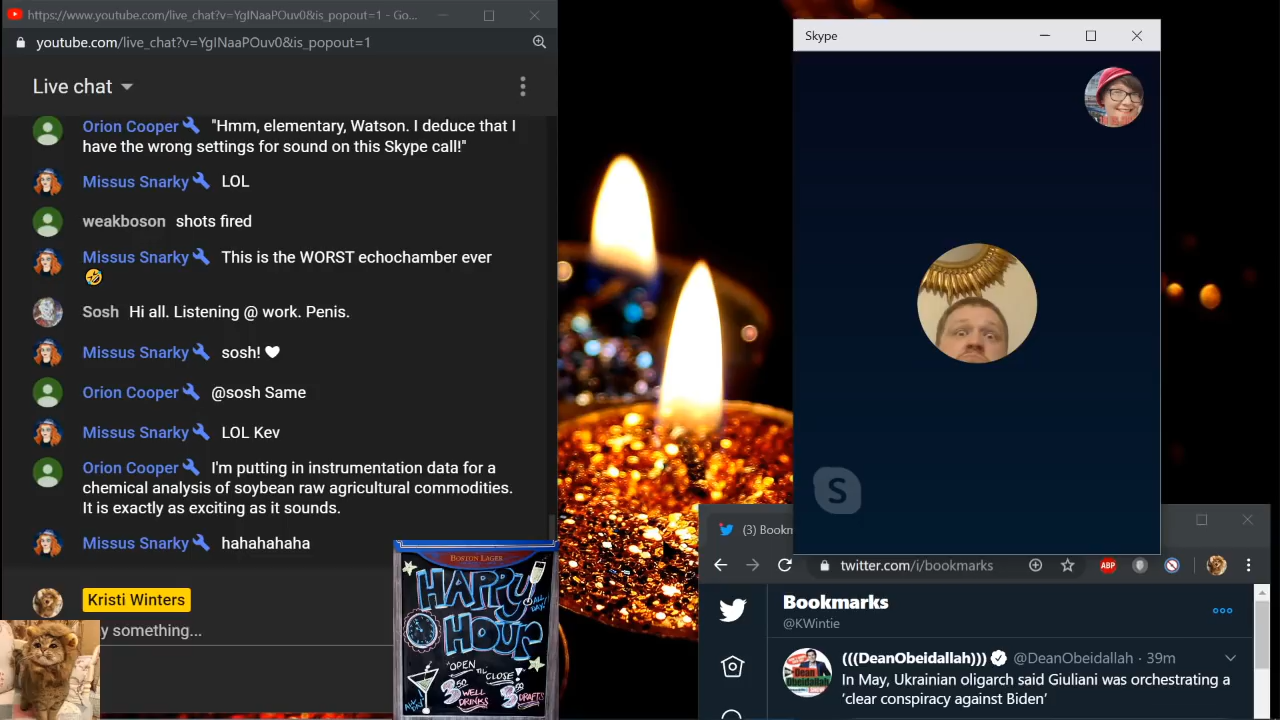 https://www.youtube.com/live_chat?v=YgINaaPOuv0&is_popout=1 - Go...
youtube.com/live_chat?v=YgINaaPOuv0&is_popout=1
Live chat
Orion Cooper "Hmm, elementary, Watson. I deduce that I
have the wrong settings for sound on this Skype call!"
Missus Snarky LOL
weakboson shots fired
Missus Snarky This is the WORST echochamber ever
🤣
Sosh Hi all. Listening @ work. Penis.
Missus Snarky sosh! 🤍
Orion Cooper @sosh Same
Missus Snarky LOL Kev
Orion Cooper I'm putting in instrumentation data for a
chemical analysis of soybean raw agricultural commodities.
It is exactly as exciting as it sounds.
Missus Snarky hahahahaha
Kristi Winters
y something...
BOSTON LAGER
HAPPY
ALL DAY!
HOUR
"OPEN
'TIL" CLOSE!
WELL
DRINKS
DRAFTS
Skype
S
(3) Bookm
twitter.com/i/bookmarks
ABP
Bookmarks
@KWintie
(((DeanObeidallah))) @DeanObeidallah · 39m
In May, Ukrainian oligarch said Giuliani was orchestrating a
'clear conspiracy against Biden'
Dean
Obeidallah